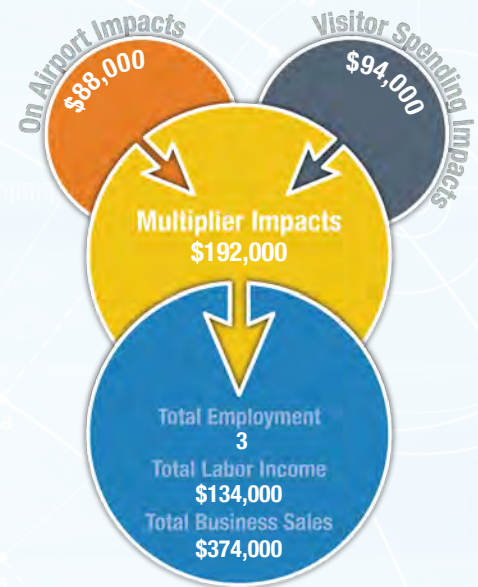 On Airport Impacts
$88,000
Visitor Spending Impacts
$94,000
Multiplier Impacts
$192,000
Total Employment
3
Total Labor Income
$134,000
Total Business Sales
$374,000